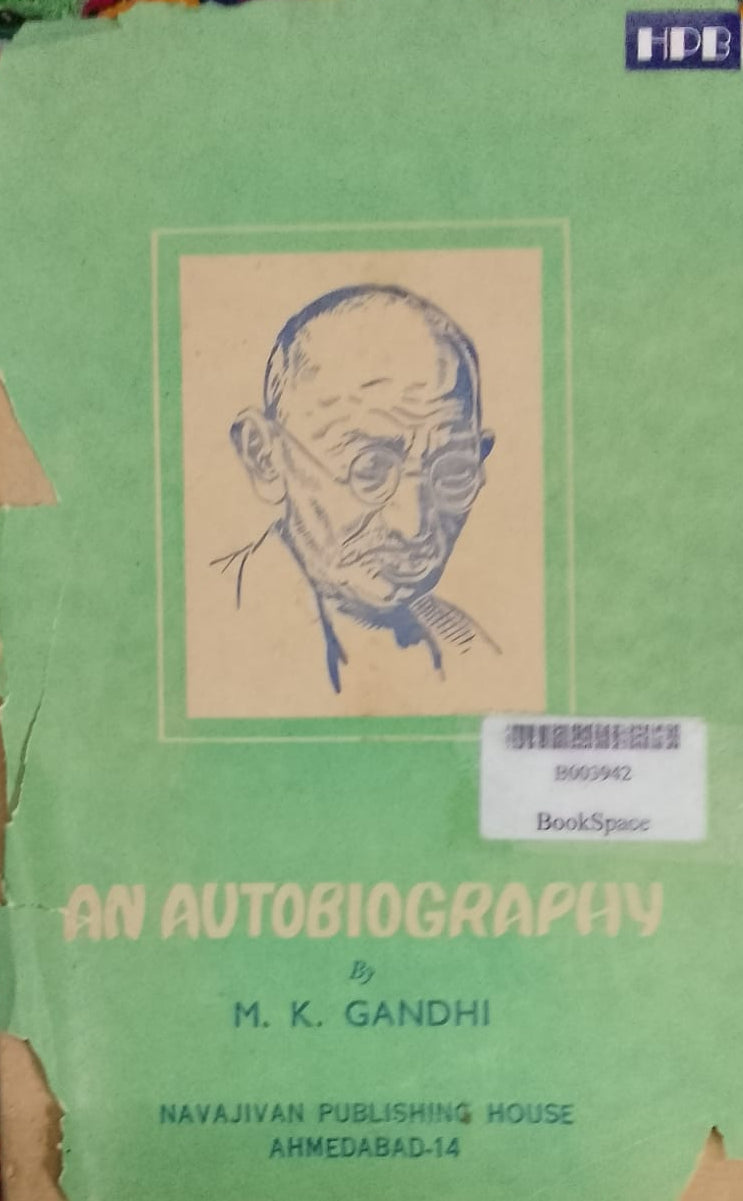 HPB
B003942
BookSpace
AN AUTOBIOGRAPHY
By
M. K. GANDHI
NAVAJIVAN PUBLISHING HOUSE
AHMEDABAD-14